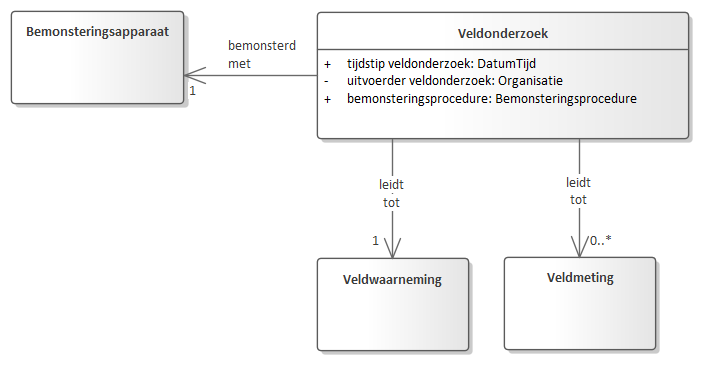 Bemonsteringsapparaat
bemonsterd
met
1
Veldonderzoek
+ tijdstip veldonderzoek: DatumTijd
- uitvoerder veldonderzoek: Organisatie
+ bemonsteringsprocedure: Bemonsteringsprocedure
leidt
tot
1
leidt
tot
0..*
Veldwaarneming
Veldmeting